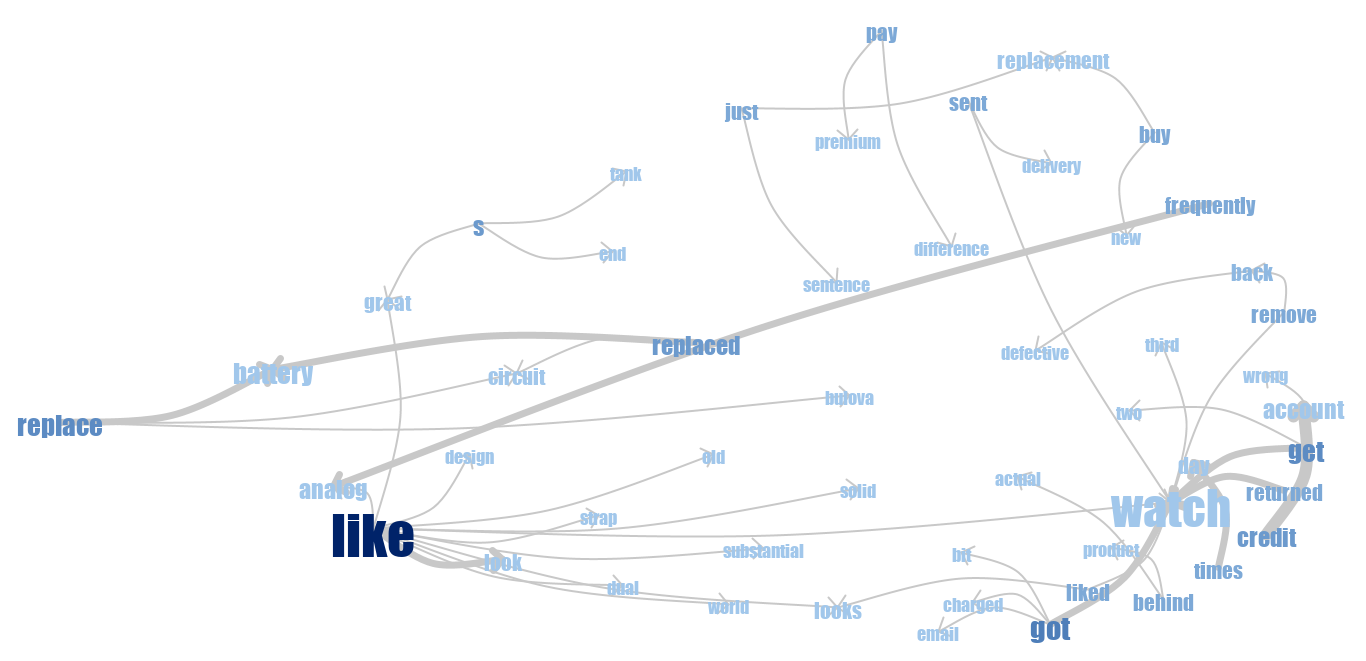 pay
replacement
sent
just
buy
premium
delivery
tank
frequently
s
new
difference
end
back
sentence
great
remove
replaced
third
defective
battery
circuit
wrong
bulova
account
two
replace
get
design
old
day
actual
analog
solid
returned
watch
strap
like
credit
substantial
product
bit
look
times
dual
liked
behind
charged
world
looks
got
email